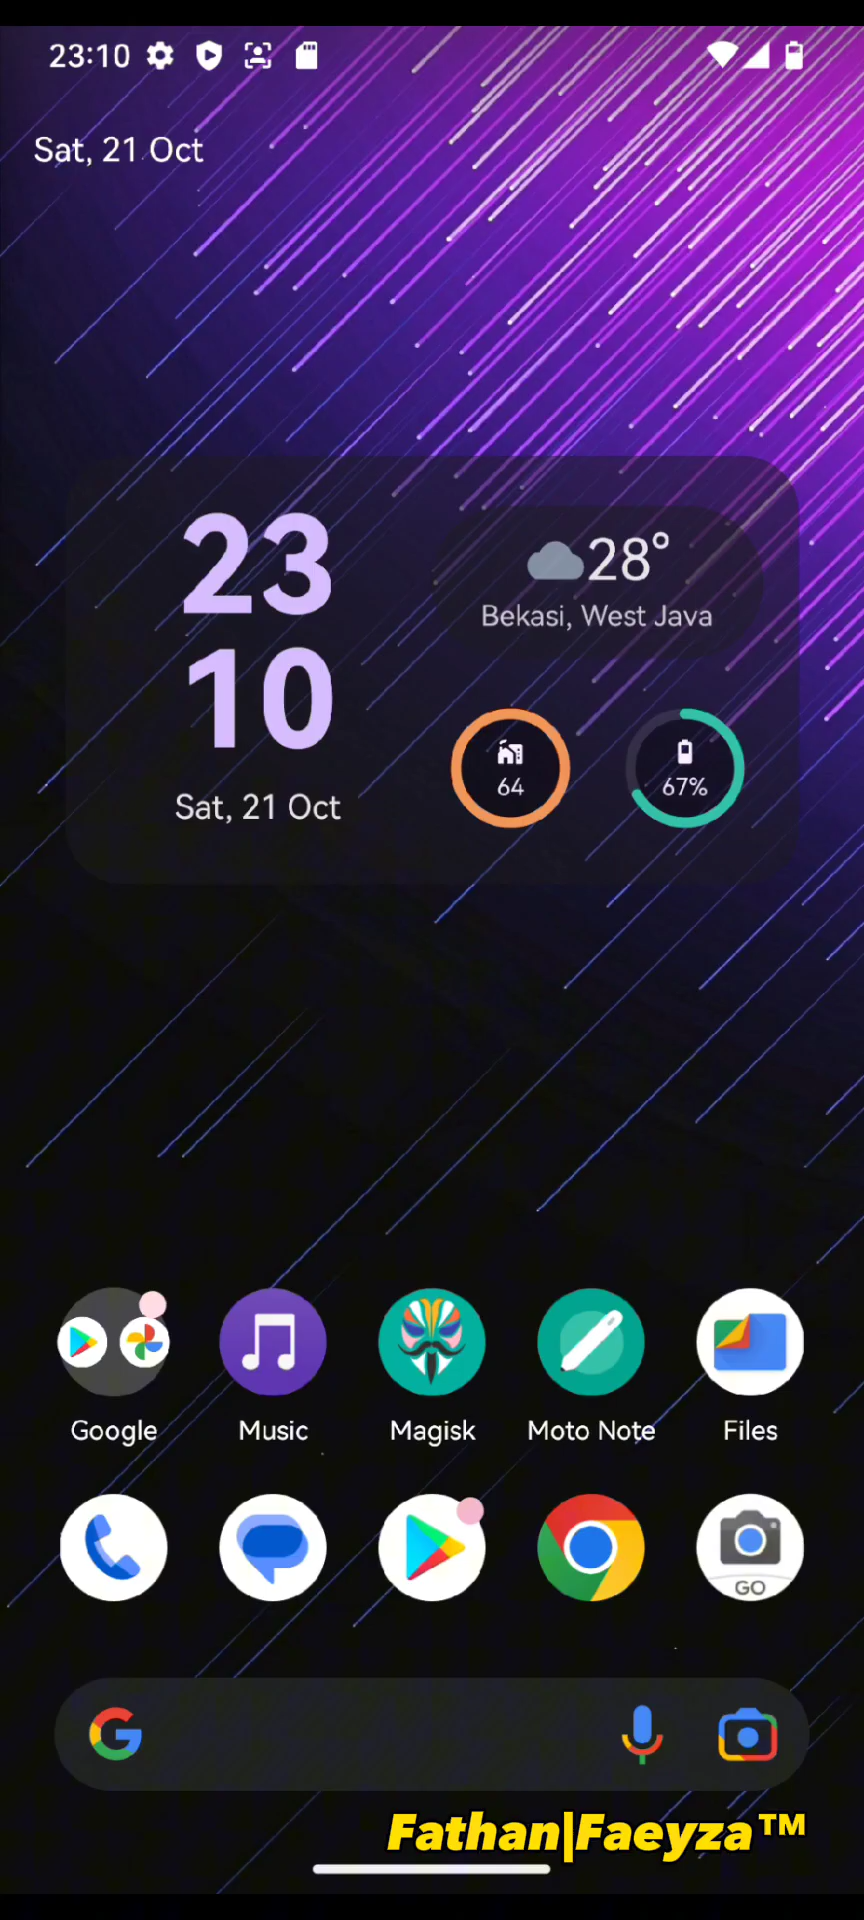 23:10
Sat, 21 Oct
23
10
Sat, 21 Oct
28°
Bekasi, West Java
64
67%
Google
Music
Magisk
Moto Note
Files
GO
Fathan|Faeyza™